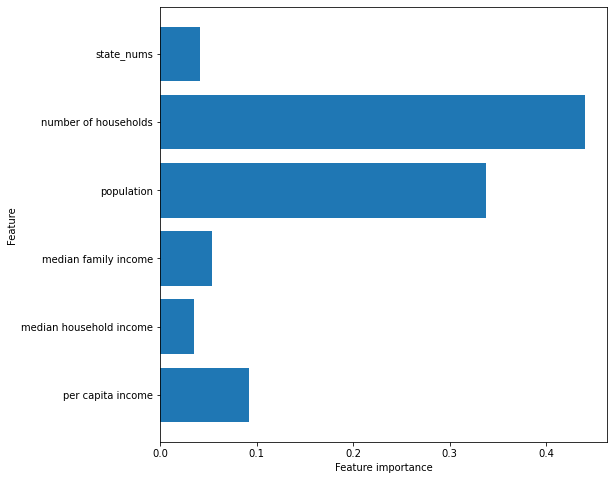 state_nums
number of households
population
median family income
median household income
per capita income
Feature
0.0 0.1 0.2 0.3 0.4
Feature importance